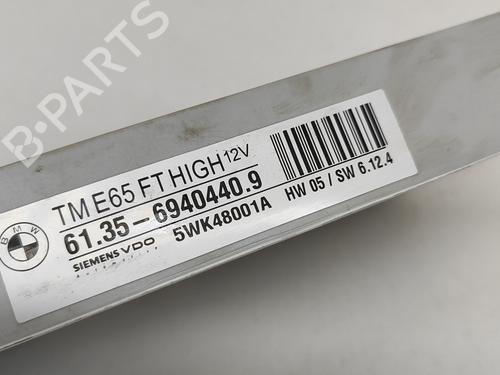 B-PARTS
BMW
TM E65 FT HIGH 12V
61.35 - 6940440.9
5WK48001A
SIEMENS VDO
Automotive
HW 05 / SW 6.12.4